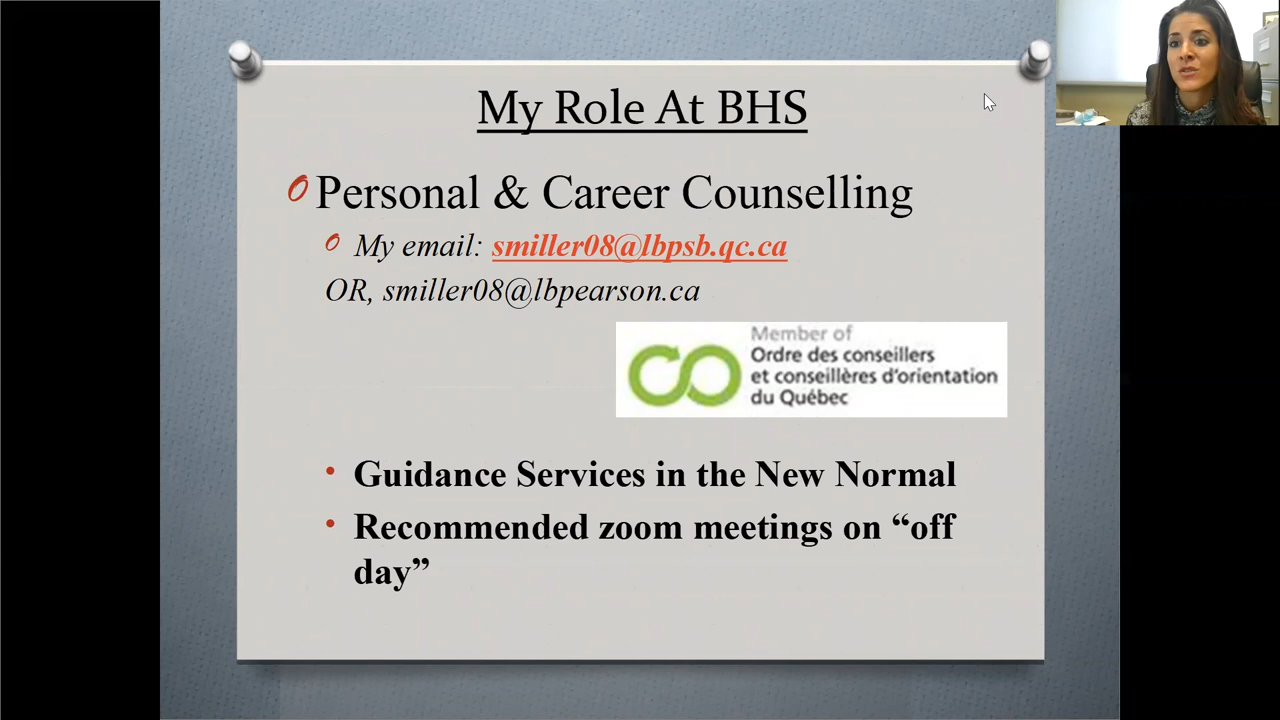 My Role At BHS
Personal & Career Counselling
My email: smiller08@lbpsb.qc.ca
OR, smiller08@lbpearson.ca
Member of
Ordre des conseillers
et conseillères d'orientation
du Québec
• Guidance Services in the New Normal
• Recommended zoom meetings on “off
day”